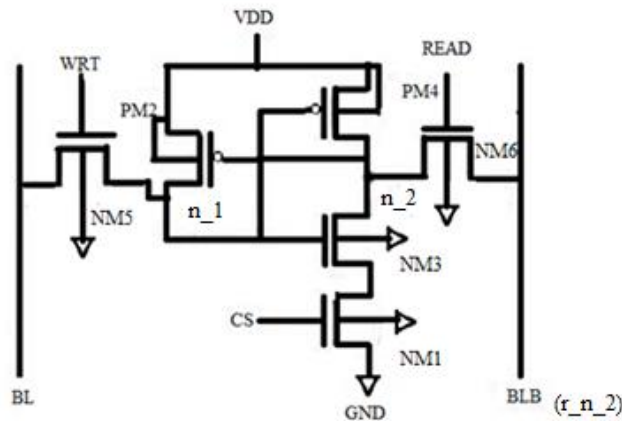 VDD
WRT
READ
PM2
PM4
NM6
n_1
n_2
NM5
NM3
CS
NM1
BL
GND
BLB
(r_n_2)